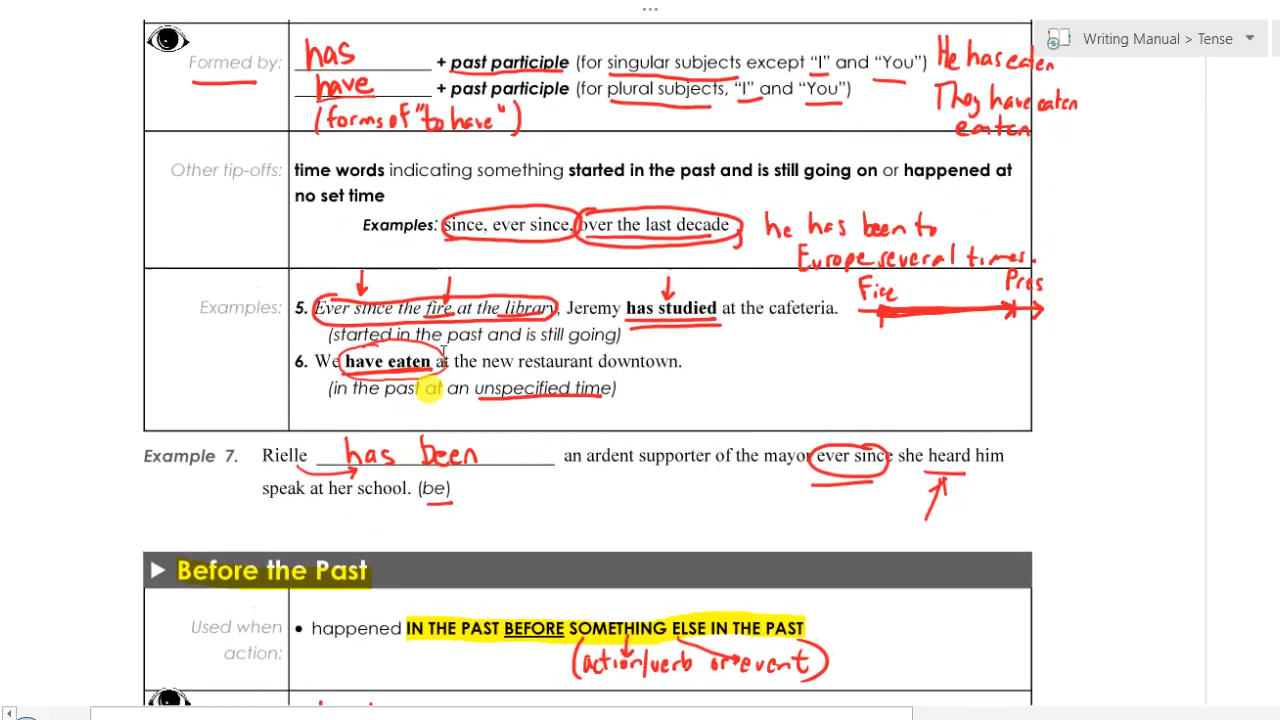 Writing Manual > Tense
Formed by: has + past participle (for singular subjects except “I” and “You”) He has eaten
have + past participle (for plural subjects, “I” and “You”) They have eaten
(forms of "to have") eaten
Other tip-offs: time words indicating something started in the past and is still going on or happened at
no set time
Examples: since, ever since, over the last decade, he has been to
Europe several times.
Fire Pres
Examples: 5. Ever since the fire at the library, Jeremy has studied at the cafeteria.
(started in the past and is still going)
6. We have eaten at the new restaurant downtown.
(in the past at an unspecified time)
Example 7. Rielle has been an ardent supporter of the mayor ever since she heard him
speak at her school. (be)
Before the Past
Used when • happened IN THE PAST BEFORE SOMETHING ELSE IN THE PAST
action: (action/verb or event)